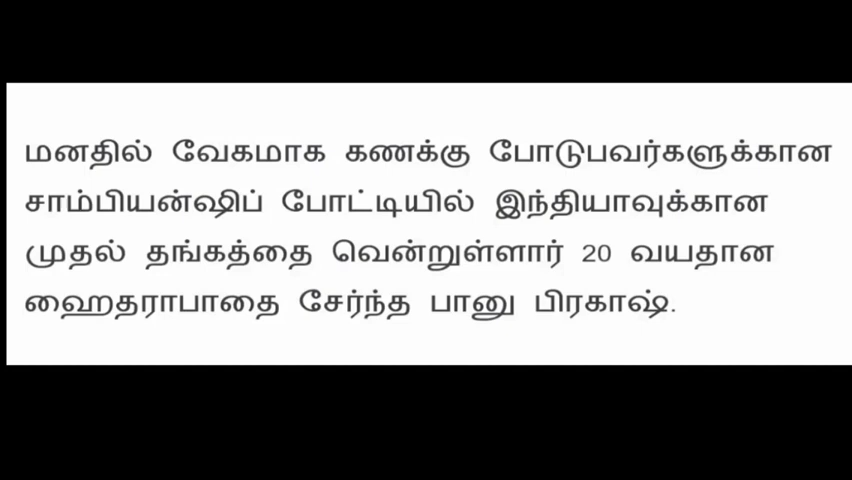 மனதில் வேகமாக கணக்கு போடுபவர்களுக்கான
சாம்பியன்ஷிப் போட்டியில் இந்தியாவுக்கான
முதல் தங்கத்தை வென்றுள்ளார் 20 வயதான
ஹைதராபாதை சேர்ந்த பானு பிரகாஷ்.